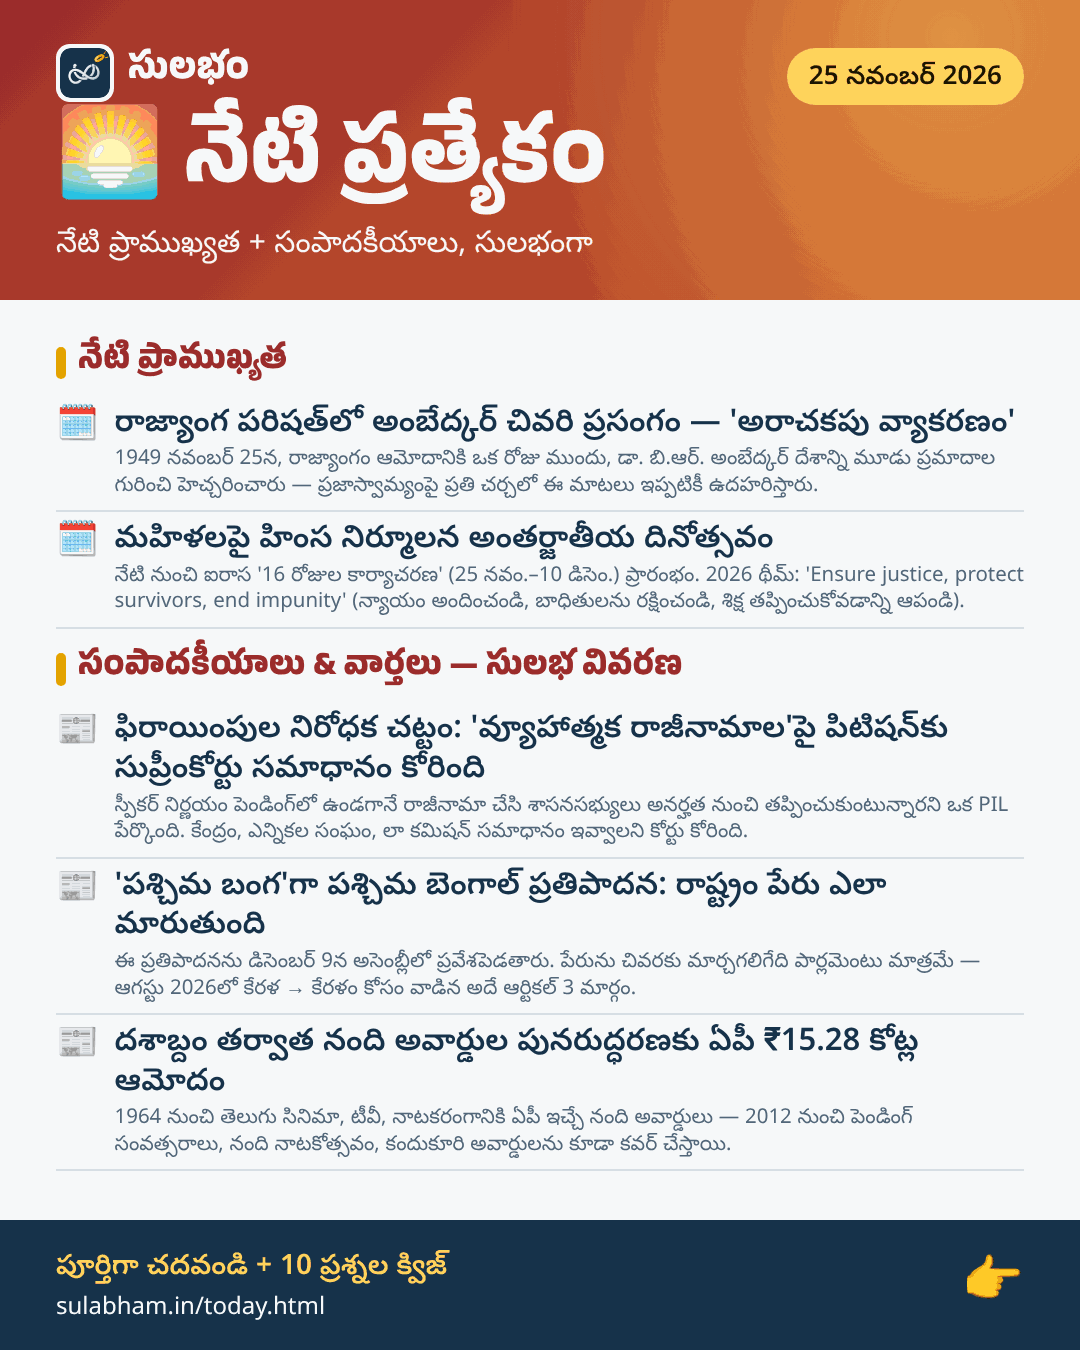 సులభం
25 నవంబర్ 2026
నేటి ప్రత్యేకం
నేటి ప్రాముఖ్యత + సంపాదకీయాలు, సులభంగా
నేటి ప్రాముఖ్యత
రాజ్యాంగ పరిషత్‌లో అంబేద్కర్ చివరి ప్రసంగం — 'అరాచకపు వ్యాకరణం'
1949 నవంబర్ 25న, రాజ్యాంగం ఆమోదానికి ఒక రోజు ముందు, డా. బి.ఆర్. అంబేద్కర్ దేశాన్ని మూడు ప్రమాదాల
గురించి హెచ్చరించారు — ప్రజాస్వామ్యంపై ప్రతి చర్చలో ఈ మాటలు ఇప్పటికీ ఉదహరిస్తారు.
మహిళలపై హింస నిర్మూలన అంతర్జాతీయ దినోత్సవం
నేటి నుంచి ఐరాస '16 రోజుల కార్యాచరణ' (25 నవం.–10 డిసెం.) ప్రారంభం. 2026 థీమ్: 'Ensure justice, protect
survivors, end impunity' (న్యాయం అందించండి, బాధితులను రక్షించండి, శిక్ష తప్పించుకోవడాన్ని ఆపండి).
సంపాదకీయాలు & వార్తలు — సులభ వివరణ
ఫిరాయింపుల నిరోధక చట్టం: 'వ్యూహాత్మక రాజీనామాల'పై పిటిషన్‌కు
సుప్రీంకోర్టు సమాధానం కోరింది
స్పీకర్ నిర్ణయం పెండింగ్‌లో ఉండగానే రాజీనామా చేసి శాసనసభ్యులు అనర్హత నుంచి తప్పించుకుంటున్నారని ఒక PIL
పేర్కొంది. కేంద్రం, ఎన్నికల సంఘం, లా కమిషన్ సమాధానం ఇవ్వాలని కోర్టు కోరింది.
'పశ్చిమ బంగ'గా పశ్చిమ బెంగాల్ ప్రతిపాదన: రాష్ట్రం పేరు ఎలా
మారుతుంది
ఈ ప్రతిపాదనను డిసెంబర్ 9న అసెంబ్లీలో ప్రవేశపెడతారు. పేరును చివరకు మార్చగలిగేది పార్లమెంటు మాత్రమే —
ఆగస్టు 2026లో కేరళ → కేరళం కోసం వాడిన అదే ఆర్టికల్ 3 మార్గం.
దశాబ్దం తర్వాత నంది అవార్డుల పునరుద్ధరణకు ఏపీ ₹15.28 కోట్ల
ఆమోదం
1964 నుంచి తెలుగు సినిమా, టీవీ, నాటకరంగానికి ఏపీ ఇచ్చే నంది అవార్డులు — 2012 నుంచి పెండింగ్
సంవత్సరాలు, నంది నాటకోత్సవం, కందుకూరి అవార్డులను కూడా కవర్ చేస్తాయి.
పూర్తిగా చదవండి + 10 ప్రశ్నల క్విజ్
sulabham.in/today.html